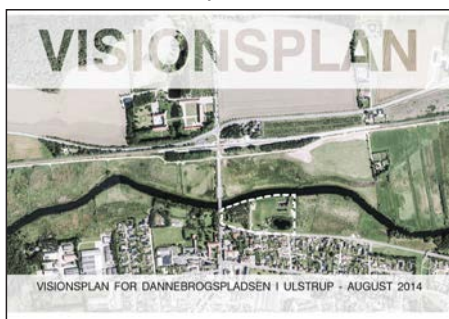 VISIONSPLAN
VISIONSPLAN FOR DANNEBROGSPLADSEN I ULSTRUP - AUGUST 2014